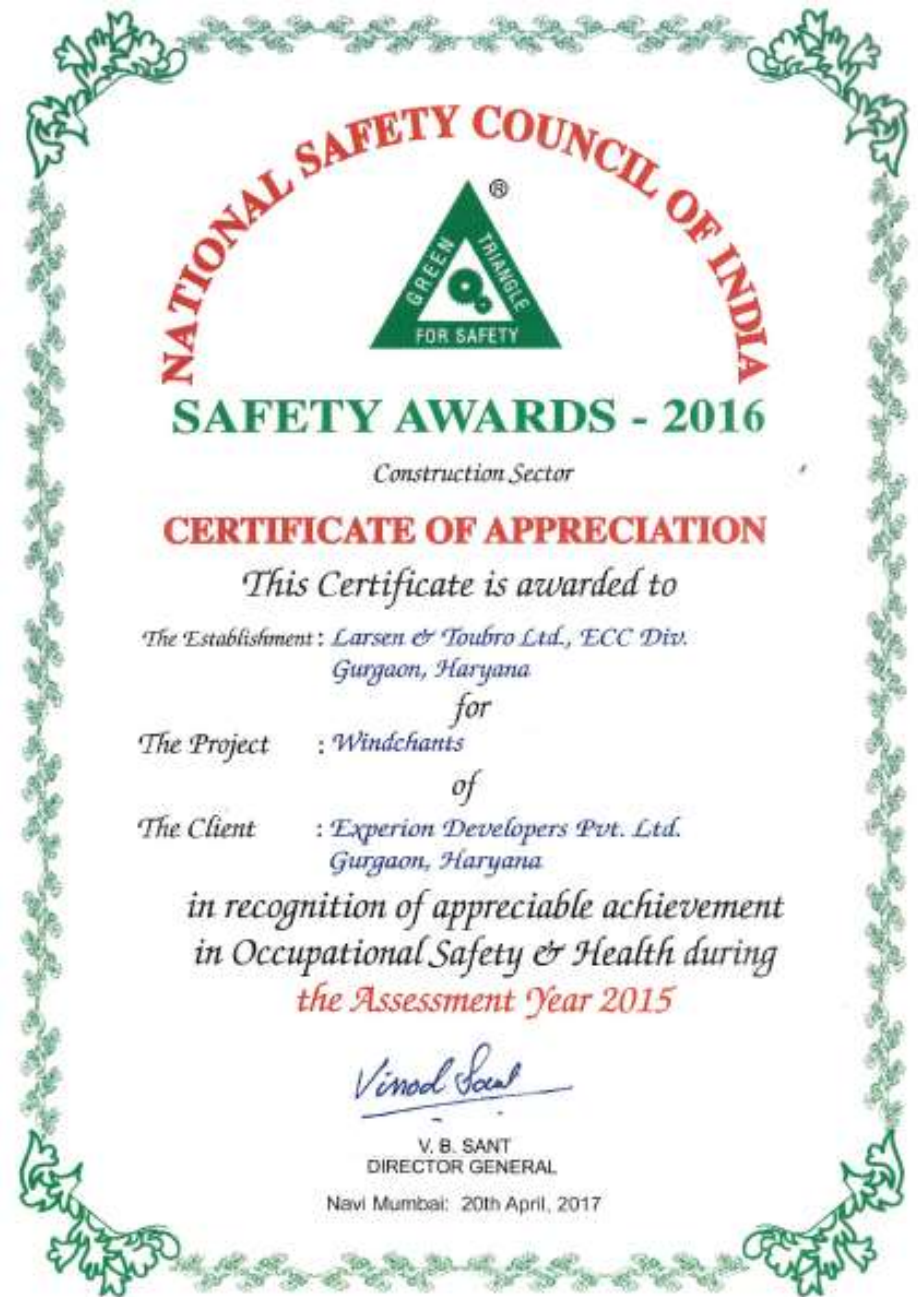 NATIONAL SAFETY COUNCIL OF INDIA
®
GREEN TRIANGLE
FOR SAFETY
SAFETY AWARDS - 2016
Construction Sector
CERTIFICATE OF APPRECIATION
This Certificate is awarded to
The Establishment : Larsen & Toubro Ltd., ECC Div.
Gurgaon, Haryana
for
The Project : Windchants
of
The Client : Experion Developers Pvt. Ltd.
Gurgaon, Haryana
in recognition of appreciable achievement
in Occupational Safety & Health during
the Assessment Year 2015
Vinod Sant
V. B. SANT
DIRECTOR GENERAL
Navi Mumbai: 20th April, 2017